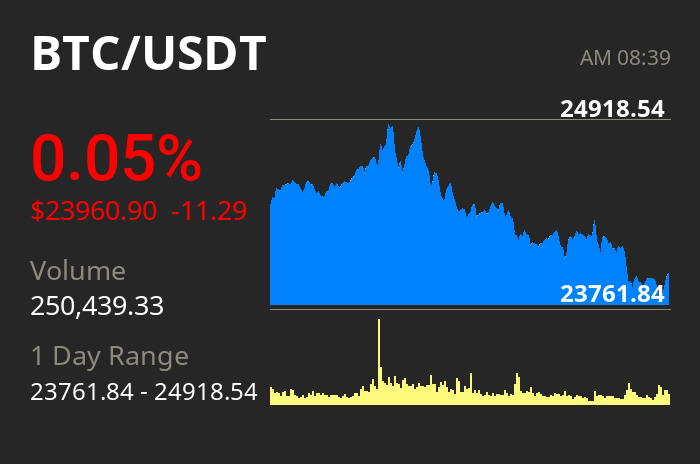 BTC/USDT
AM 08:39
24918.54
0.05%
$23960.90 -11.29
Volume
250,439.33
23761.84
1 Day Range
23761.84 - 24918.54